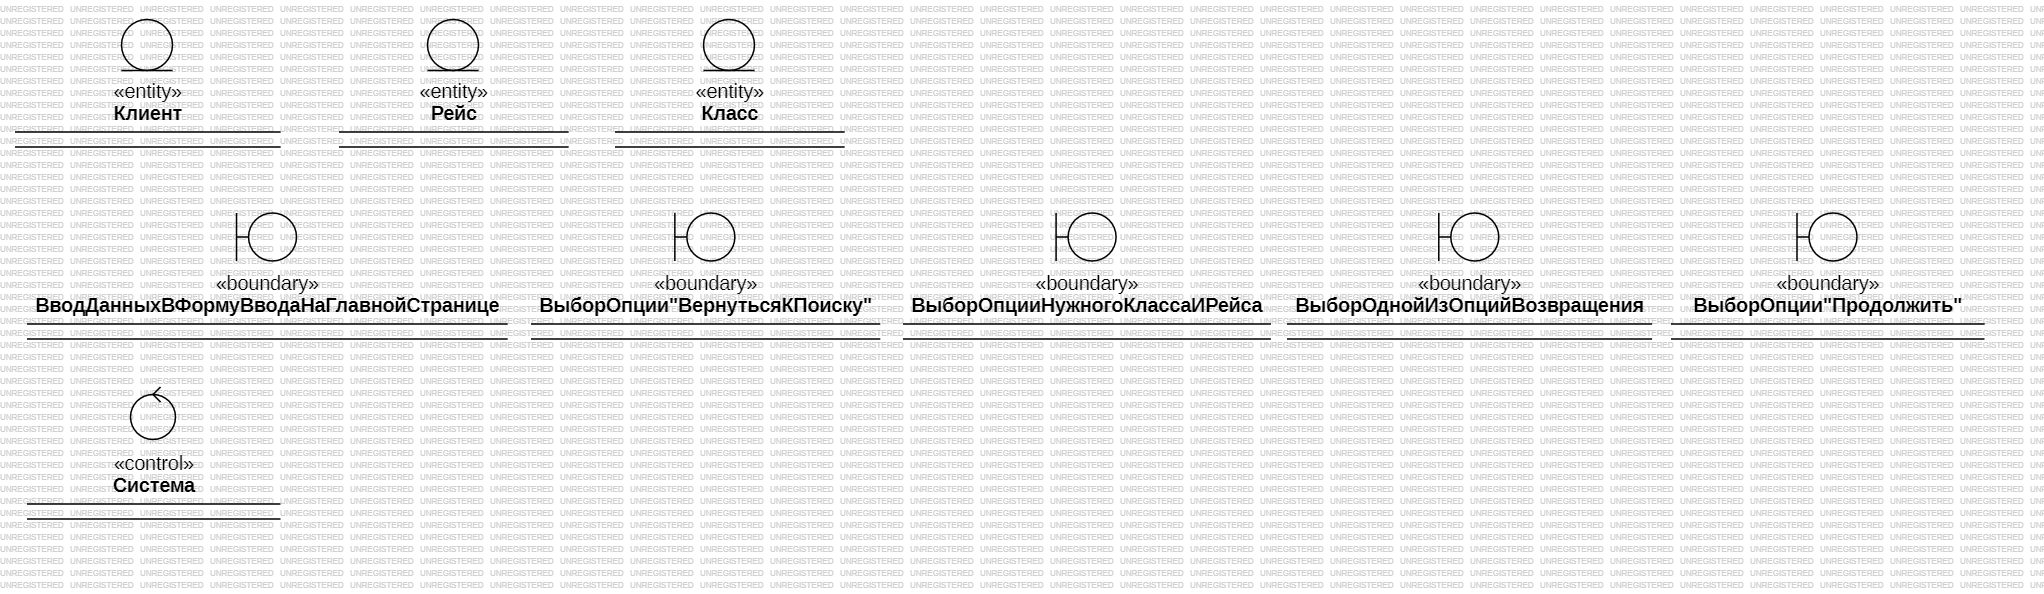 «entity» «entity» «entity»
Клиент Рейс Класс
«boundary» «boundary» «boundary» «boundary» «boundary»
ВводДанныхВФормуВводаНаГлавнойСтранице ВыборОпции"ВернутьсяКПоиску" ВыборОпцииНужногоКлассаИРейса ВыборОднойИзОпцийВозвращения ВыборОпции"Продолжить"
«control»
Система
UNREGISTERED